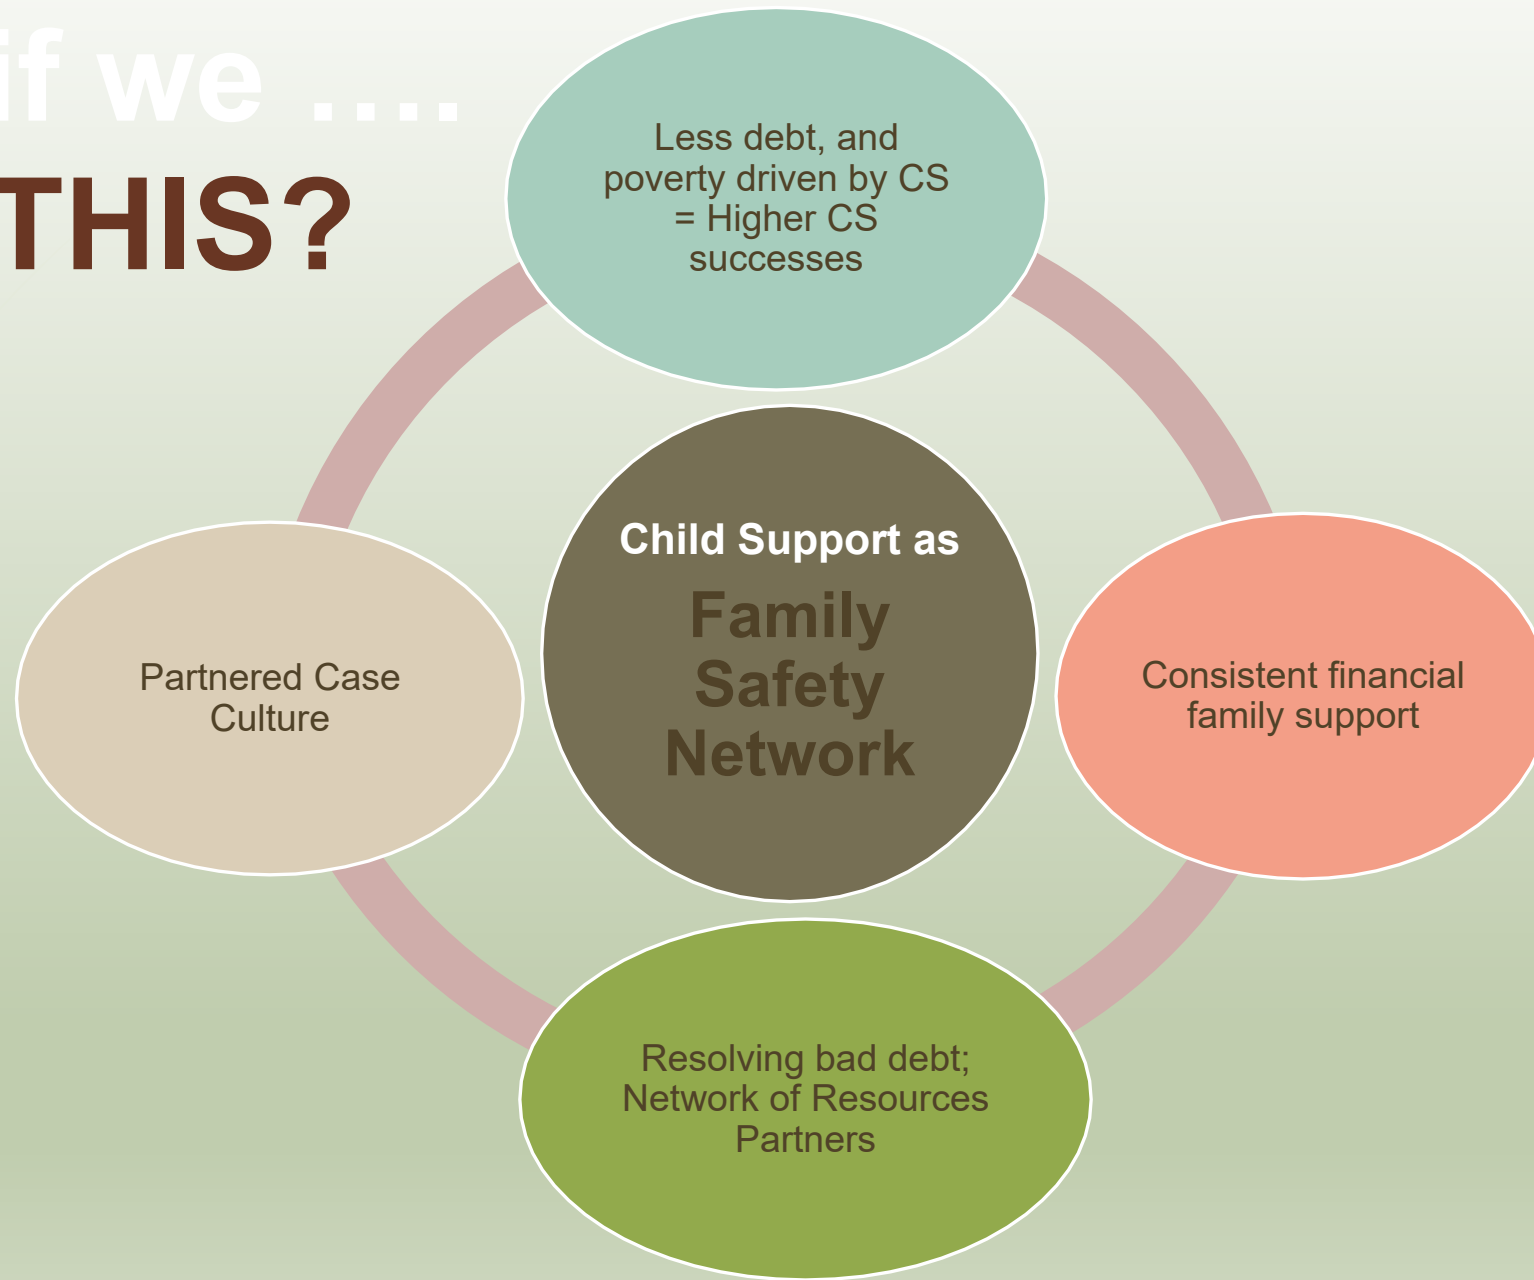 if we ….
THIS?
Less debt, and
poverty driven by CS
= Higher CS
successes
Child Support as
Family
Safety
Network
Partnered Case
Culture
Consistent financial
family support
Resolving bad debt;
Network of Resources
Partners